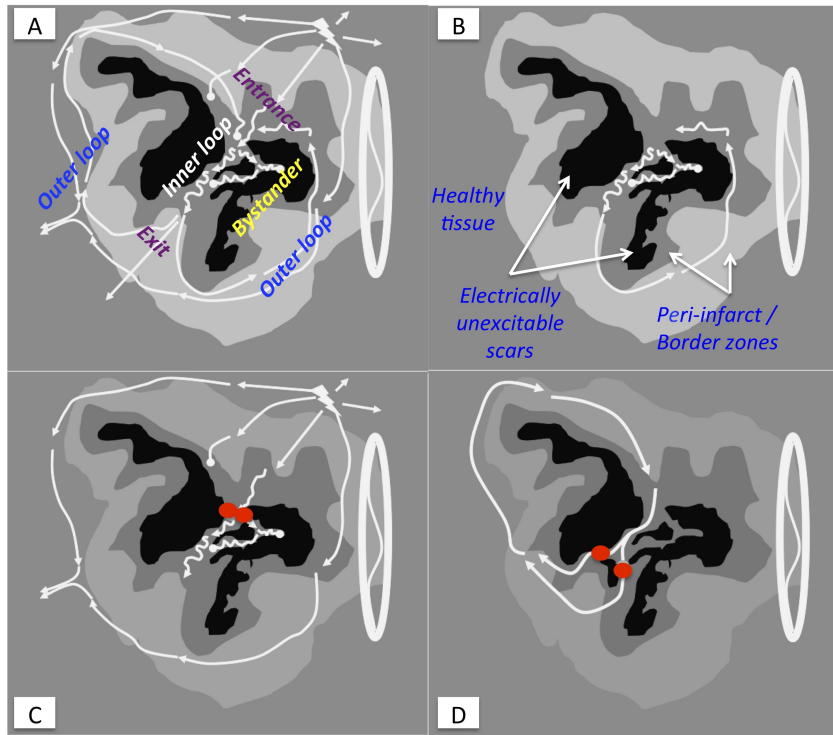 A
B
Entrance
Outer loop
Inner loop
Bystander
Exit
Outer loop
Healthy
tissue
Electrically
unexcitable
scars
Peri-infarct /
Border zones
C
D